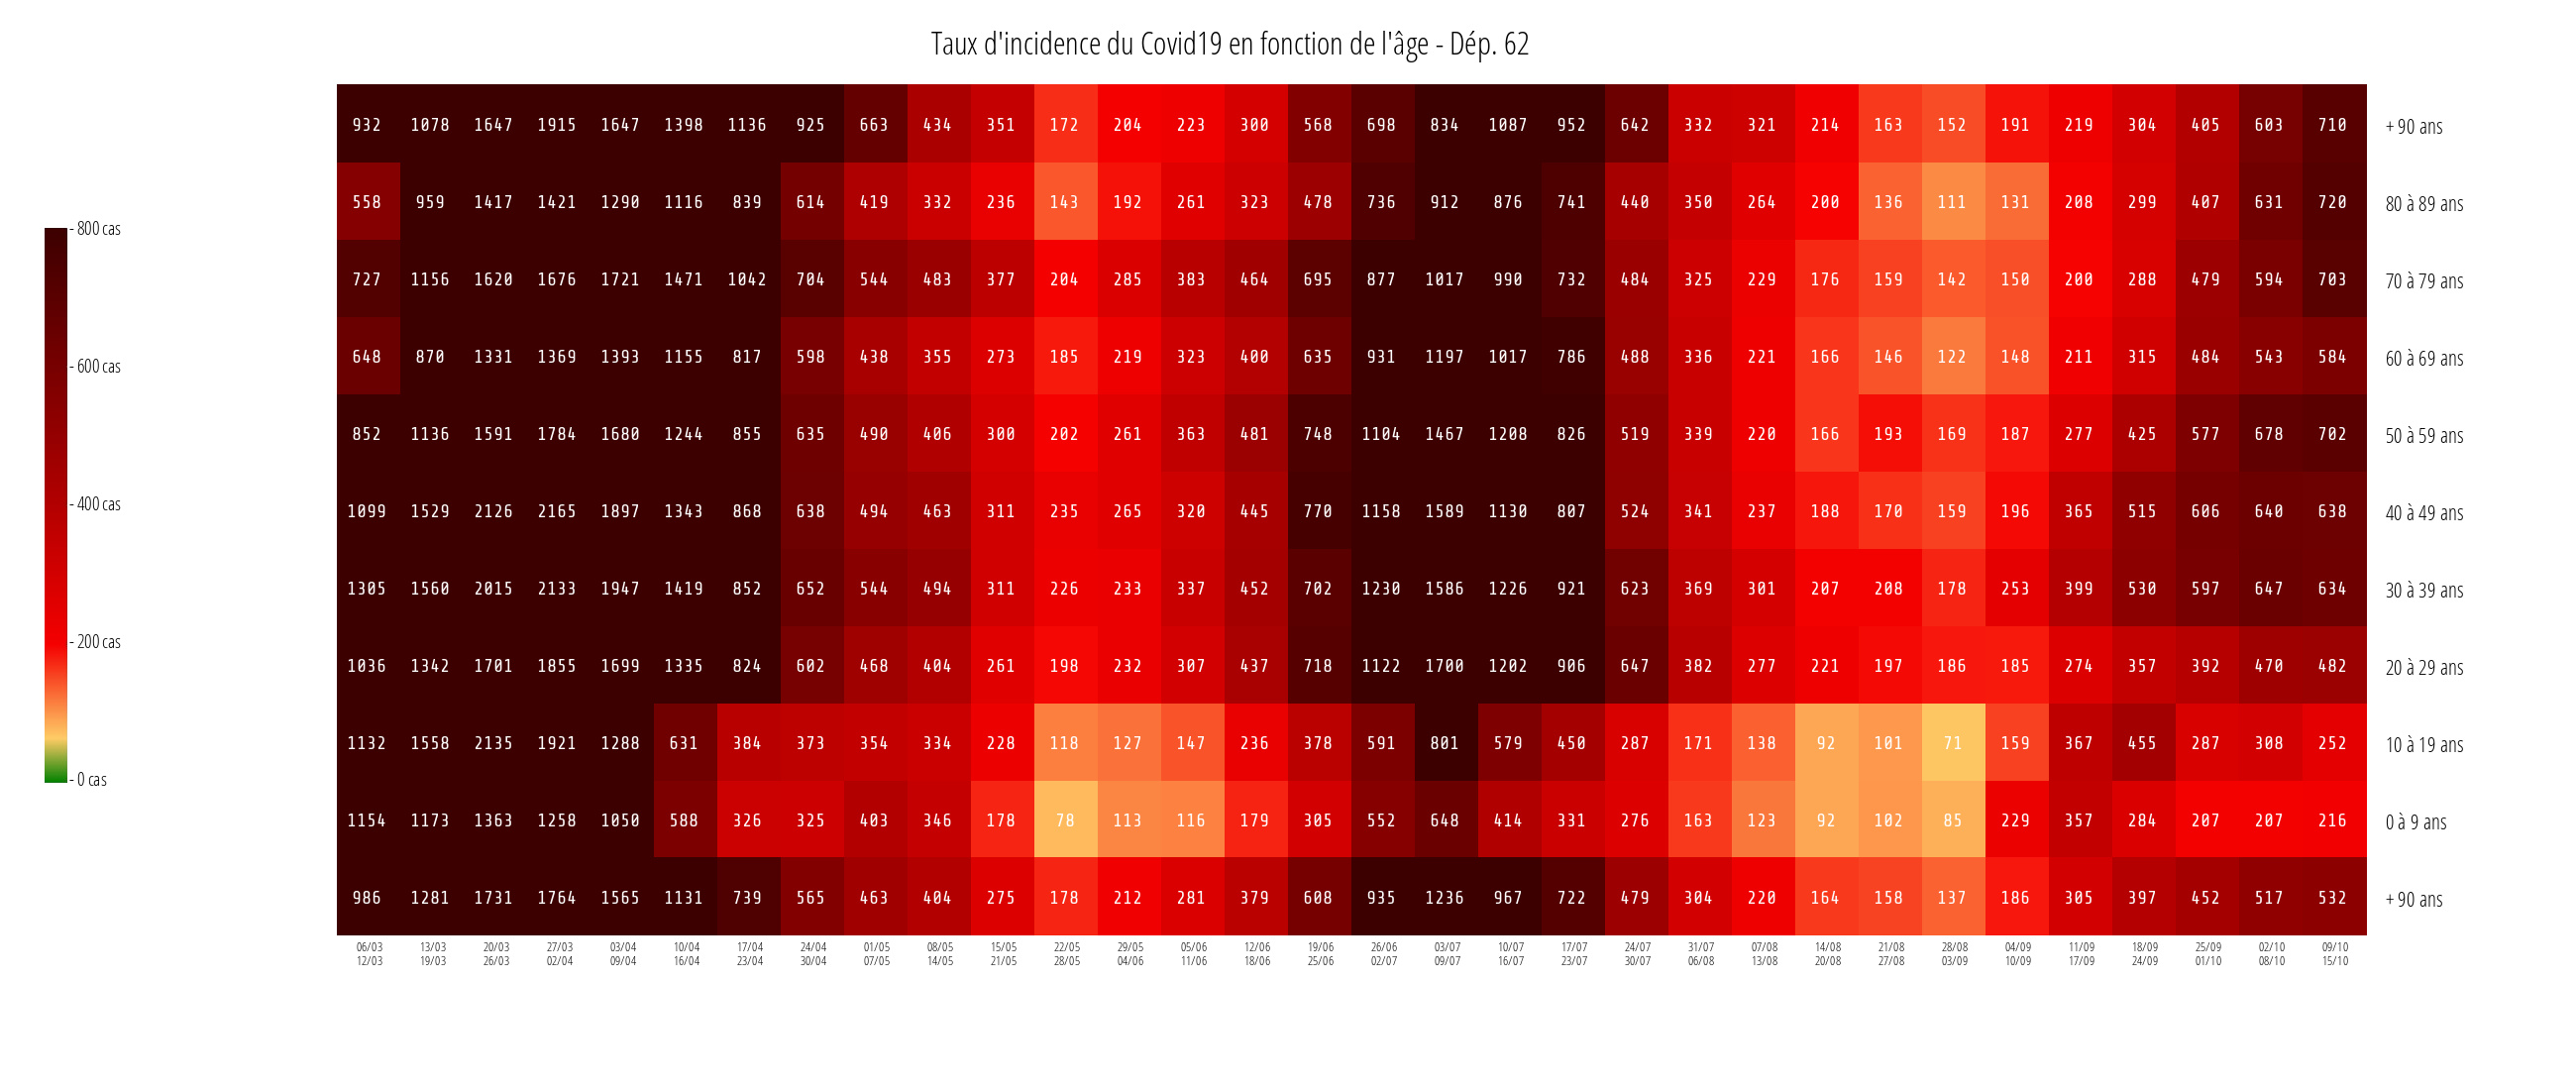 Taux d'incidence du Covid19 en fonction de l'âge - Dép. 62
- 800 cas
- 600 cas
- 400 cas
- 200 cas
- 0 cas
932 1078 1647 1915 1647 1398 1136 925 663 434 351 172 204 223 300 568 698 834 1087 952 642 332 321 214 163 152 191 219 304 405 603 710 + 90 ans
558 959 1417 1421 1290 1116 839 614 419 332 236 143 192 261 323 478 736 912 876 741 440 350 264 200 136 111 131 208 299 407 631 720 80 à 89 ans
727 1156 1620 1676 1721 1471 1042 704 544 483 377 204 285 383 464 695 877 1017 990 732 484 325 229 176 159 142 150 200 288 479 594 703 70 à 79 ans
648 870 1331 1369 1393 1155 817 598 438 355 273 185 219 323 400 635 931 1197 1017 786 488 336 221 166 146 122 148 211 315 484 543 584 60 à 69 ans
852 1136 1591 1784 1680 1244 855 635 490 406 300 202 261 363 481 748 1104 1467 1208 826 519 339 220 166 193 169 187 277 425 577 678 702 50 à 59 ans
1099 1529 2126 2165 1897 1343 868 638 494 463 311 235 265 320 445 770 1158 1589 1130 807 524 341 237 188 170 159 196 365 515 606 640 638 40 à 49 ans
1305 1560 2015 2133 1947 1419 852 652 544 494 311 226 233 337 452 702 1230 1586 1226 921 623 369 301 207 208 178 253 399 530 597 647 634 30 à 39 ans
1036 1342 1701 1855 1699 1335 824 602 468 404 261 198 232 307 437 718 1122 1700 1202 906 647 382 277 221 197 186 185 274 357 392 470 482 20 à 29 ans
1132 1558 2135 1921 1288 631 384 373 354 334 228 118 127 147 236 378 591 801 579 450 287 171 138 92 101 71 159 367 455 287 308 252 10 à 19 ans
1154 1173 1363 1258 1050 588 326 325 403 346 178 78 113 116 179 305 552 648 414 331 276 163 123 92 102 85 229 357 284 207 207 216 0 à 9 ans
986 1281 1731 1764 1565 1131 739 565 463 404 275 178 212 281 379 608 935 1236 967 722 479 304 220 164 158 137 186 305 397 452 517 532 + 90 ans
06/03 13/03 20/03 27/03 03/04 10/04 17/04 24/04 01/05 08/05 15/05 22/05 29/05 05/06 12/06 19/06 26/06 03/07 10/07 17/07 24/07 31/07 07/08 14/08 21/08 28/08 04/09 11/09 18/09 25/09 02/10 09/10
12/03 19/03 26/03 02/04 09/04 16/04 23/04 30/04 07/05 14/05 21/05 28/05 04/06 11/06 18/06 25/06 02/07 09/07 16/07 23/07 30/07 06/08 13/08 20/08 27/08 03/09 10/09 17/09 24/09 01/10 08/10 15/10